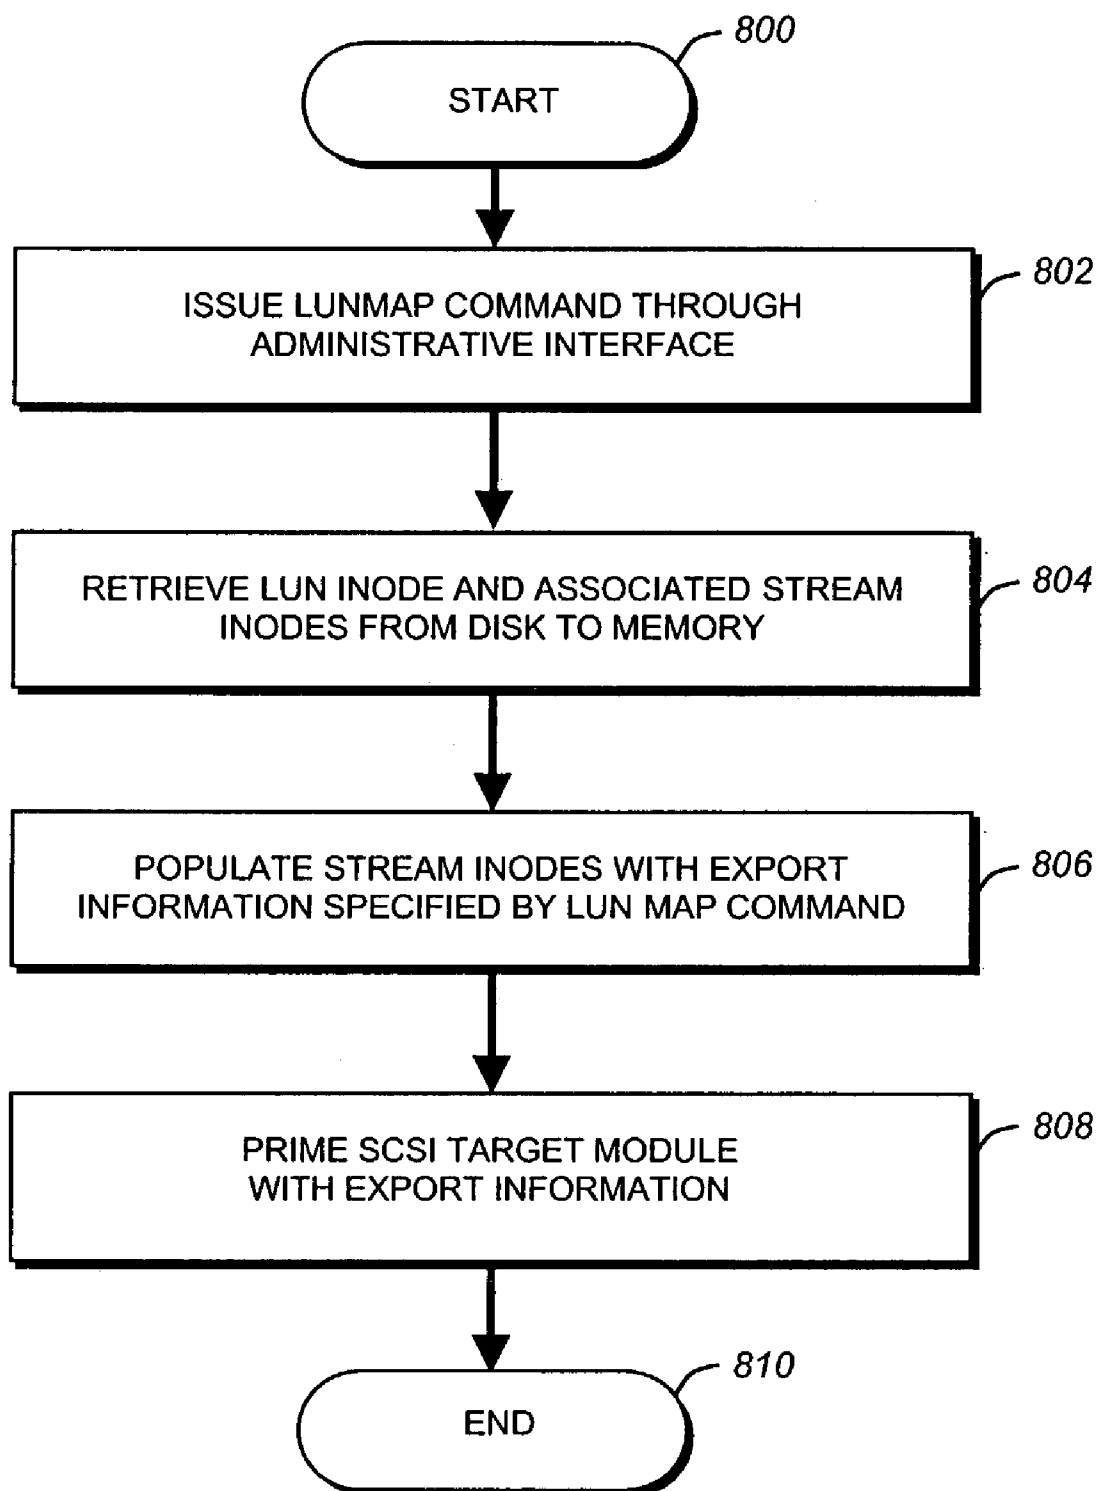 800
START
802
ISSUE LUNMAP COMMAND THROUGH
ADMINISTRATIVE INTERFACE
804
RETRIEVE LUN INODE AND ASSOCIATED STREAM
INODES FROM DISK TO MEMORY
806
POPULATE STREAM INODES WITH EXPORT
INFORMATION SPECIFIED BY LUN MAP COMMAND
808
PRIME SCSI TARGET MODULE
WITH EXPORT INFORMATION
810
END